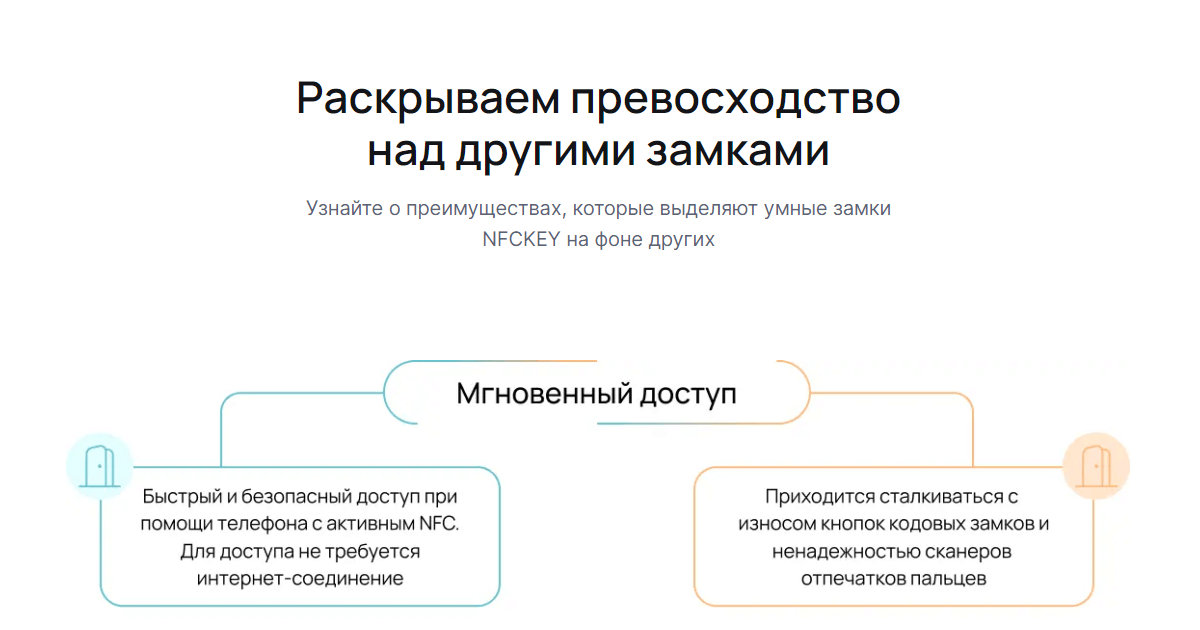 Раскрываем превосходство
над другими замками
Узнайте о преимуществах, которые выделяют умные замки
NFCKEY на фоне других
Мгновенный доступ
Быстрый и безопасный доступ при
помощи телефона с активным NFC.
Для доступа не требуется
интернет-соединение
Приходится сталкиваться с
износом кнопок кодовых замков и
ненадежностью сканеров
отпечатков пальцев